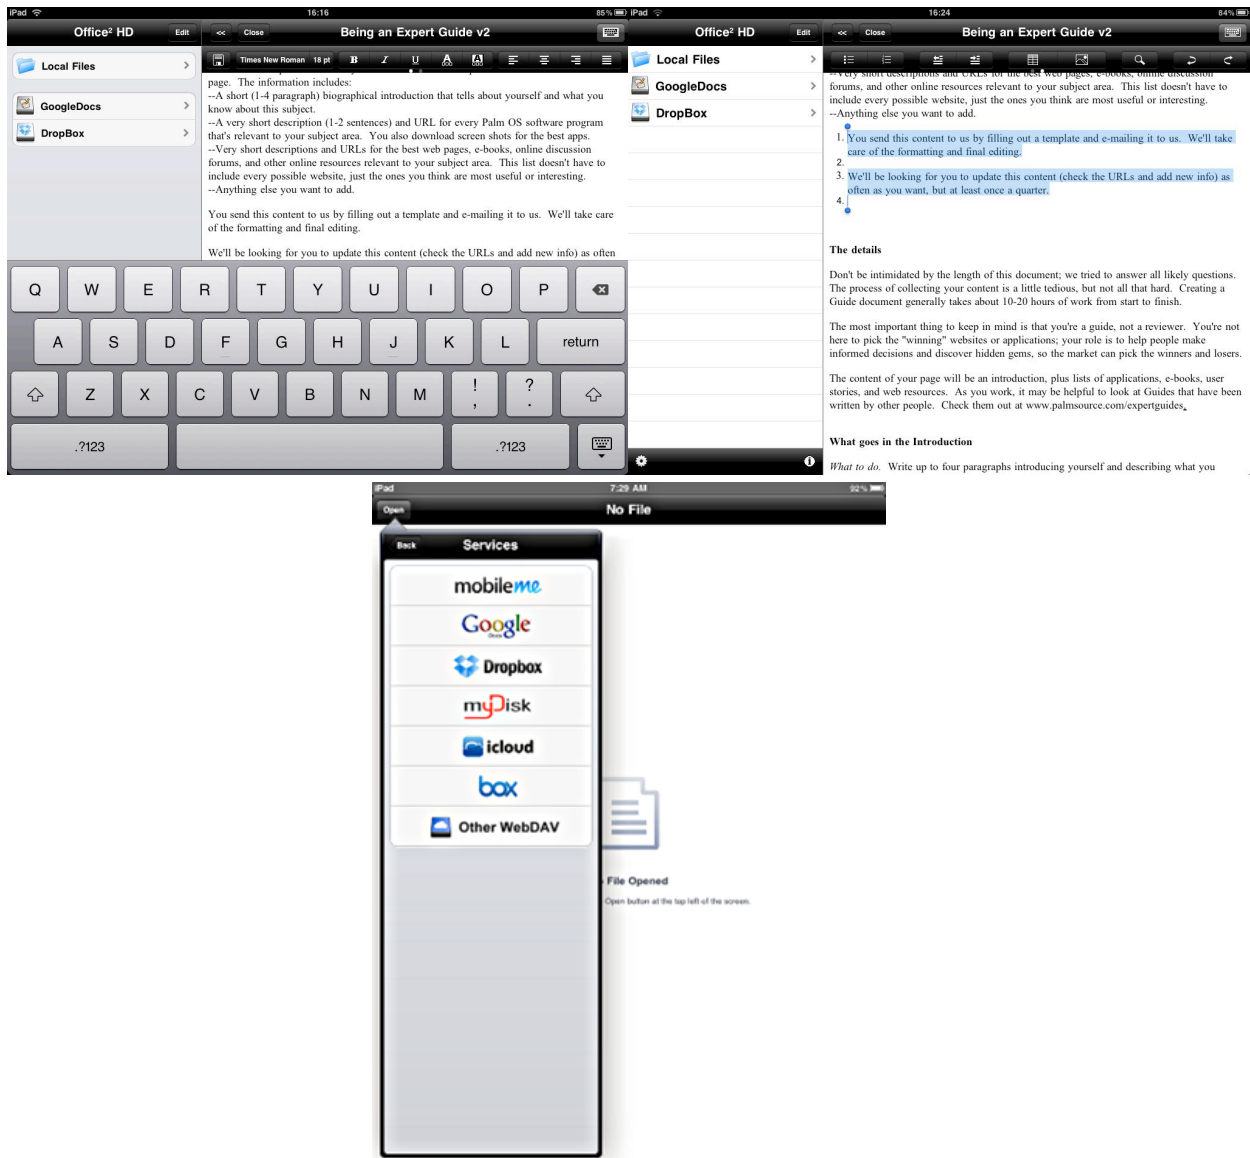 iPad 16:16 85%
Office² HD Edit << Close Being an Expert Guide v2
Times New Roman 18 pt B I U A A
Local Files
GoogleDocs
DropBox
page. The information includes:
--A short (1-4 paragraph) biographical introduction that tells about yourself and what you
know about this subject.
--A very short description (1-2 sentences) and URL for every Palm OS software program
that's relevant to your subject area. You also download screen shots for the best apps.
--Very short descriptions and URLs for the best web pages, e-books, online discussion
forums, and other online resources relevant to your subject area. This list doesn't have to
include every possible website, just the ones you think are most useful or interesting.
--Anything else you want to add.
You send this content to us by filling out a template and e-mailing it to us. We'll take care
of the formatting and final editing.
We'll be looking for you to update this content (check the URLs and add new info) as often
Q W E R T Y U I O P
A S D F G H J K L return
Z X C V B N M ! , ? .
.?123 .?123
iPad 16:24 84%
Office² HD Edit << Close Being an Expert Guide v2
Local Files
GoogleDocs
DropBox
--Very short descriptions and URLs for the best web pages, e-books, online discussion
forums, and other online resources relevant to your subject area. This list doesn't have to
include every possible website, just the ones you think are most useful or interesting.
--Anything else you want to add.
1. You send this content to us by filling out a template and e-mailing it to us. We'll take
care of the formatting and final editing.
2.
3. We'll be looking for you to update this content (check the URLs and add new info) as
often as you want, but at least once a quarter.
4.
The details
Don't be intimidated by the length of this document; we tried to answer all likely questions.
The process of collecting your content is a little tedious, but not all that hard. Creating a
Guide document generally takes about 10-20 hours of work from start to finish.
The most important thing to keep in mind is that you're a guide, not a reviewer. You're not
here to pick the "winning" websites or applications; your role is to help people make
informed decisions and discover hidden gems, so the market can pick the winners and losers.
The content of your page will be an introduction, plus lists of applications, e-books, user
stories, and web resources. As you work, it may be helpful to look at Guides that have been
written by other people. Check them out at www.palmsource.com/expertguides.
What goes in the Introduction
What to do. Write up to four paragraphs introducing yourself and describing what you
iPad 7:29 AM 92%
Open No File
Back Services
mobileme
Google Docs
Dropbox
myDisk
icloud
box
Other WebDAV
File Opened
Open button at the top left of the screen.